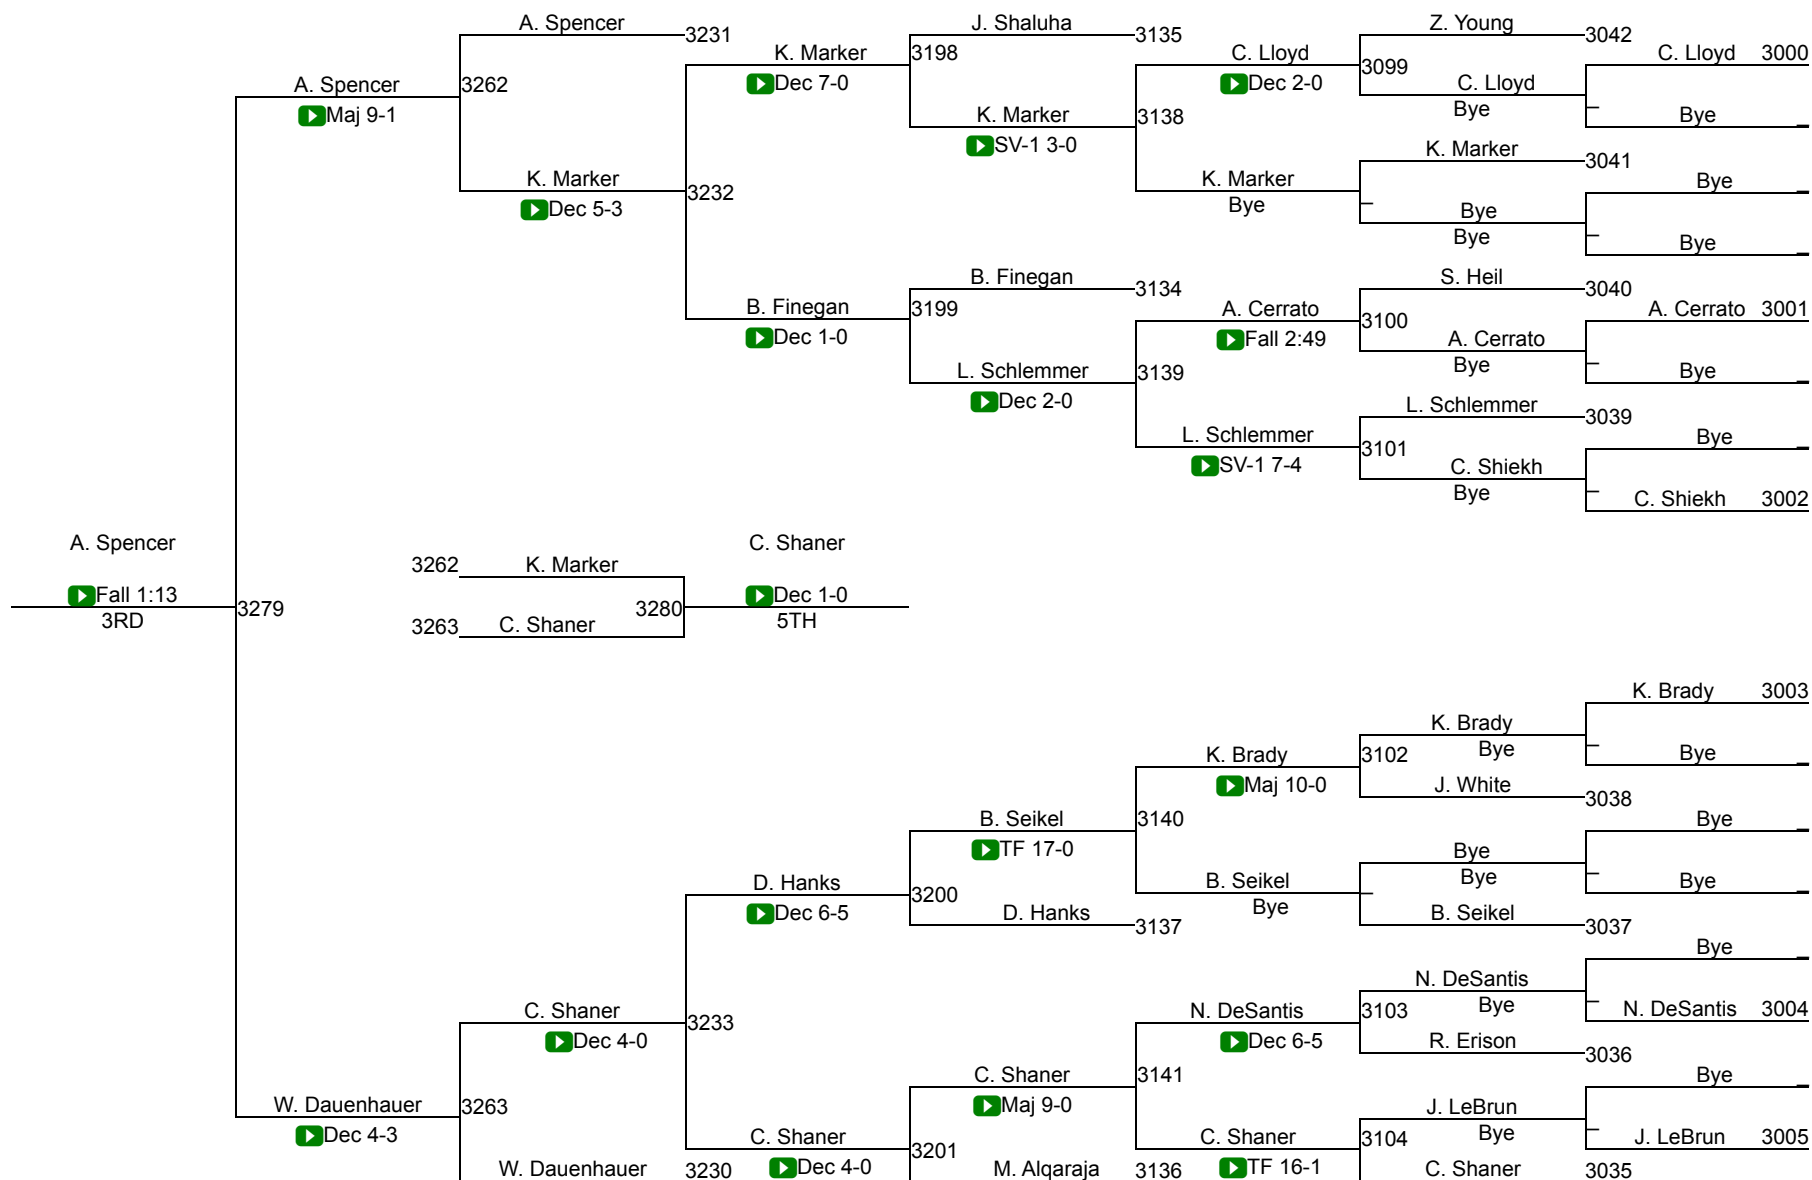 A. Spencer 3231
J. Shaluha 3135
Z. Young 3042
K. Marker 3198
C. Lloyd 3099
C. Lloyd 3000
A. Spencer 3262
Dec 7-0
Dec 2-0
C. Lloyd
Maj 9-1
Bye
Bye
K. Marker 3138
SV-1 3-0
K. Marker 3041
K. Marker
Bye
Bye
K. Marker 3232
Dec 5-3
Bye
Bye
Bye
B. Finegan 3134
S. Heil 3040
B. Finegan 3199
A. Cerrato 3100
A. Cerrato 3001
Dec 1-0
Fall 2:49
A. Cerrato
Bye
Bye
L. Schlemmer 3139
Dec 2-0
L. Schlemmer 3039
L. Schlemmer 3101
Bye
SV-1 7-4
C. Shiekh
Bye
C. Shiekh 3002
A. Spencer
C. Shaner
3262 K. Marker
Fall 1:13
Dec 1-0
3RD
3279
3280
5TH
3263 C. Shaner
K. Brady 3003
K. Brady
Bye
K. Brady 3102
Bye
Maj 10-0
J. White 3038
B. Seikel 3140
Bye
TF 17-0
Bye
Bye
Bye
D. Hanks 3200
B. Seikel
Bye
Dec 6-5
D. Hanks 3137
B. Seikel 3037
Bye
N. DeSantis
Bye
C. Shaner 3233
N. DeSantis 3103
N. DeSantis 3004
Dec 4-0
Dec 6-5
R. Erison 3036
C. Shaner 3141
Bye
Maj 9-0
W. Dauenhauer 3263
J. LeBrun
Bye
Dec 4-3
C. Shaner 3201
C. Shaner 3104
J. LeBrun 3005
W. Dauenhauer 3230
Dec 4-0
M. Alqaraja 3136
TF 16-1
C. Shaner 3035